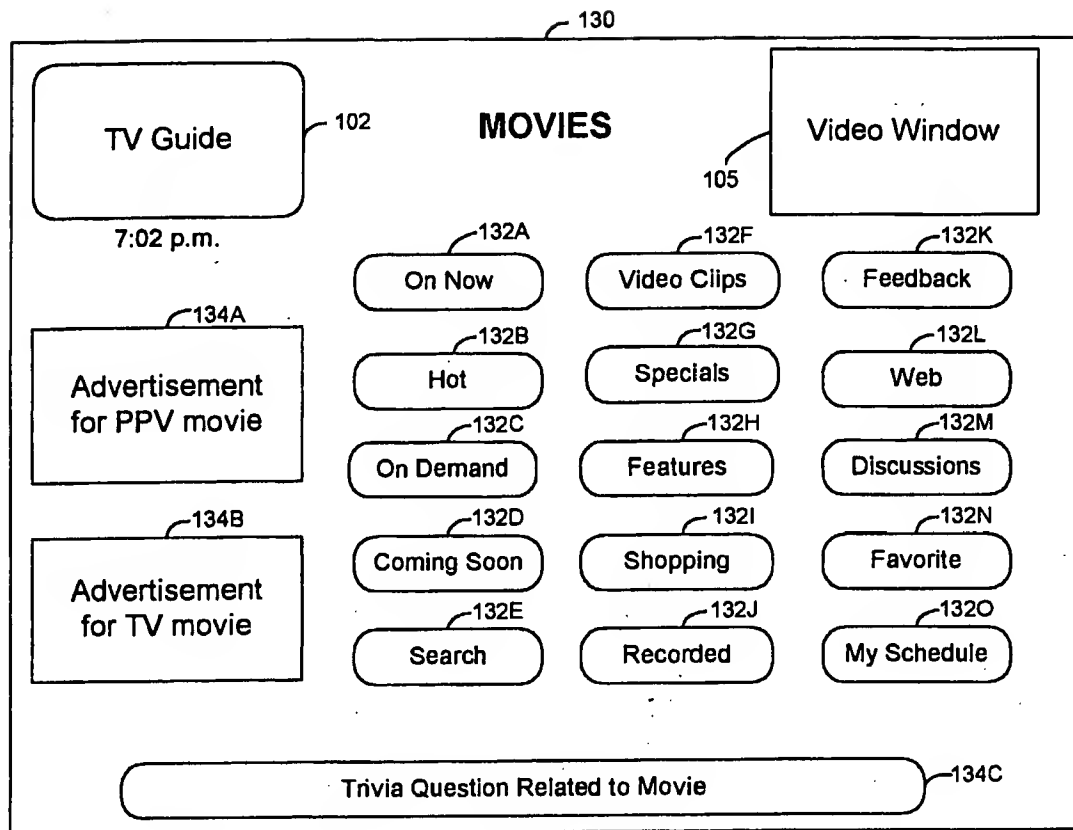 130
TV Guide
102
MOVIES
Video Window
105
7:02 p.m.
132A
132F
132K
On Now
Video Clips
Feedback
134A
132B
132G
132L
Advertisement
for PPV movie
Hot
Specials
Web
132C
132H
132M
On Demand
Features
Discussions
134B
132D
132I
132N
Advertisement
for TV movie
Coming Soon
Shopping
Favorite
132E
132J
132O
Search
Recorded
My Schedule
Trivia Question Related to Movie
134C